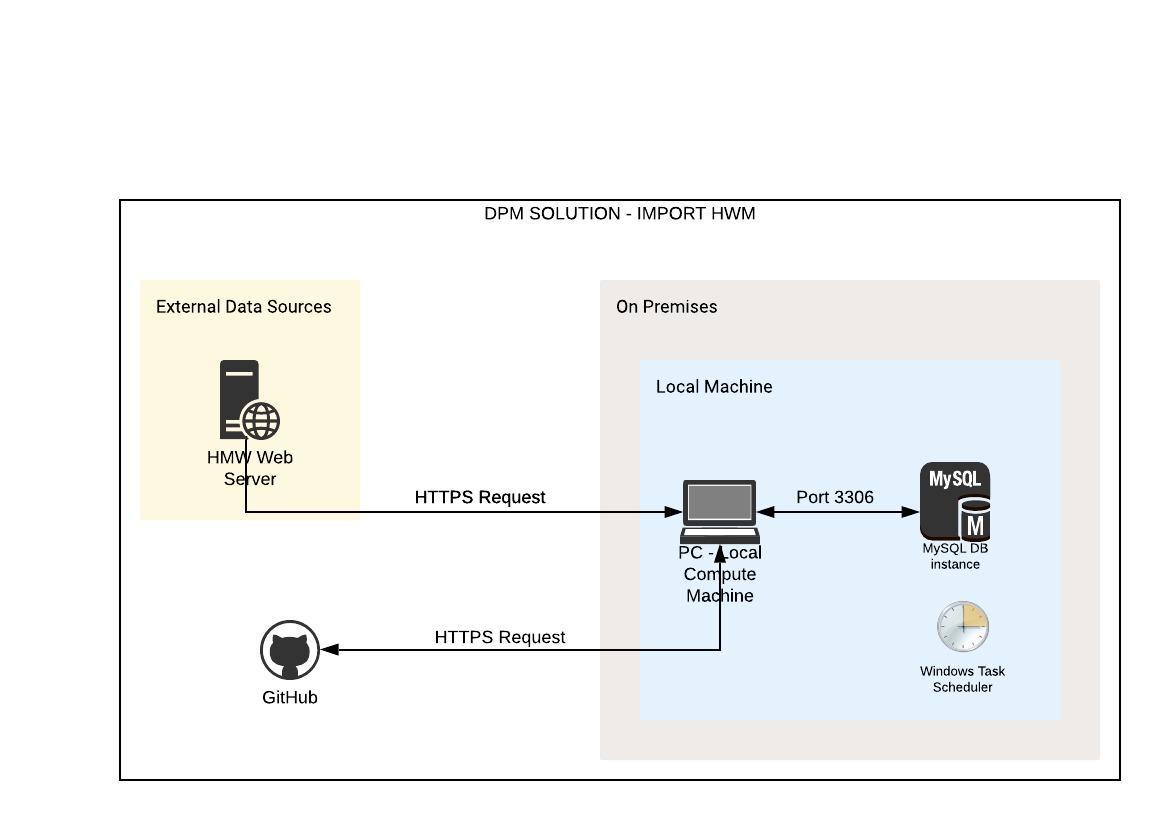 DPM SOLUTION - IMPORT HWM
External Data Sources
On Premises
Local Machine
HMW Web
Server
HTTPS Request
Port 3306
MySQL
M
MySQL DB
instance
PC - Local
Compute
Machine
HTTPS Request
GitHub
Windows Task
Scheduler